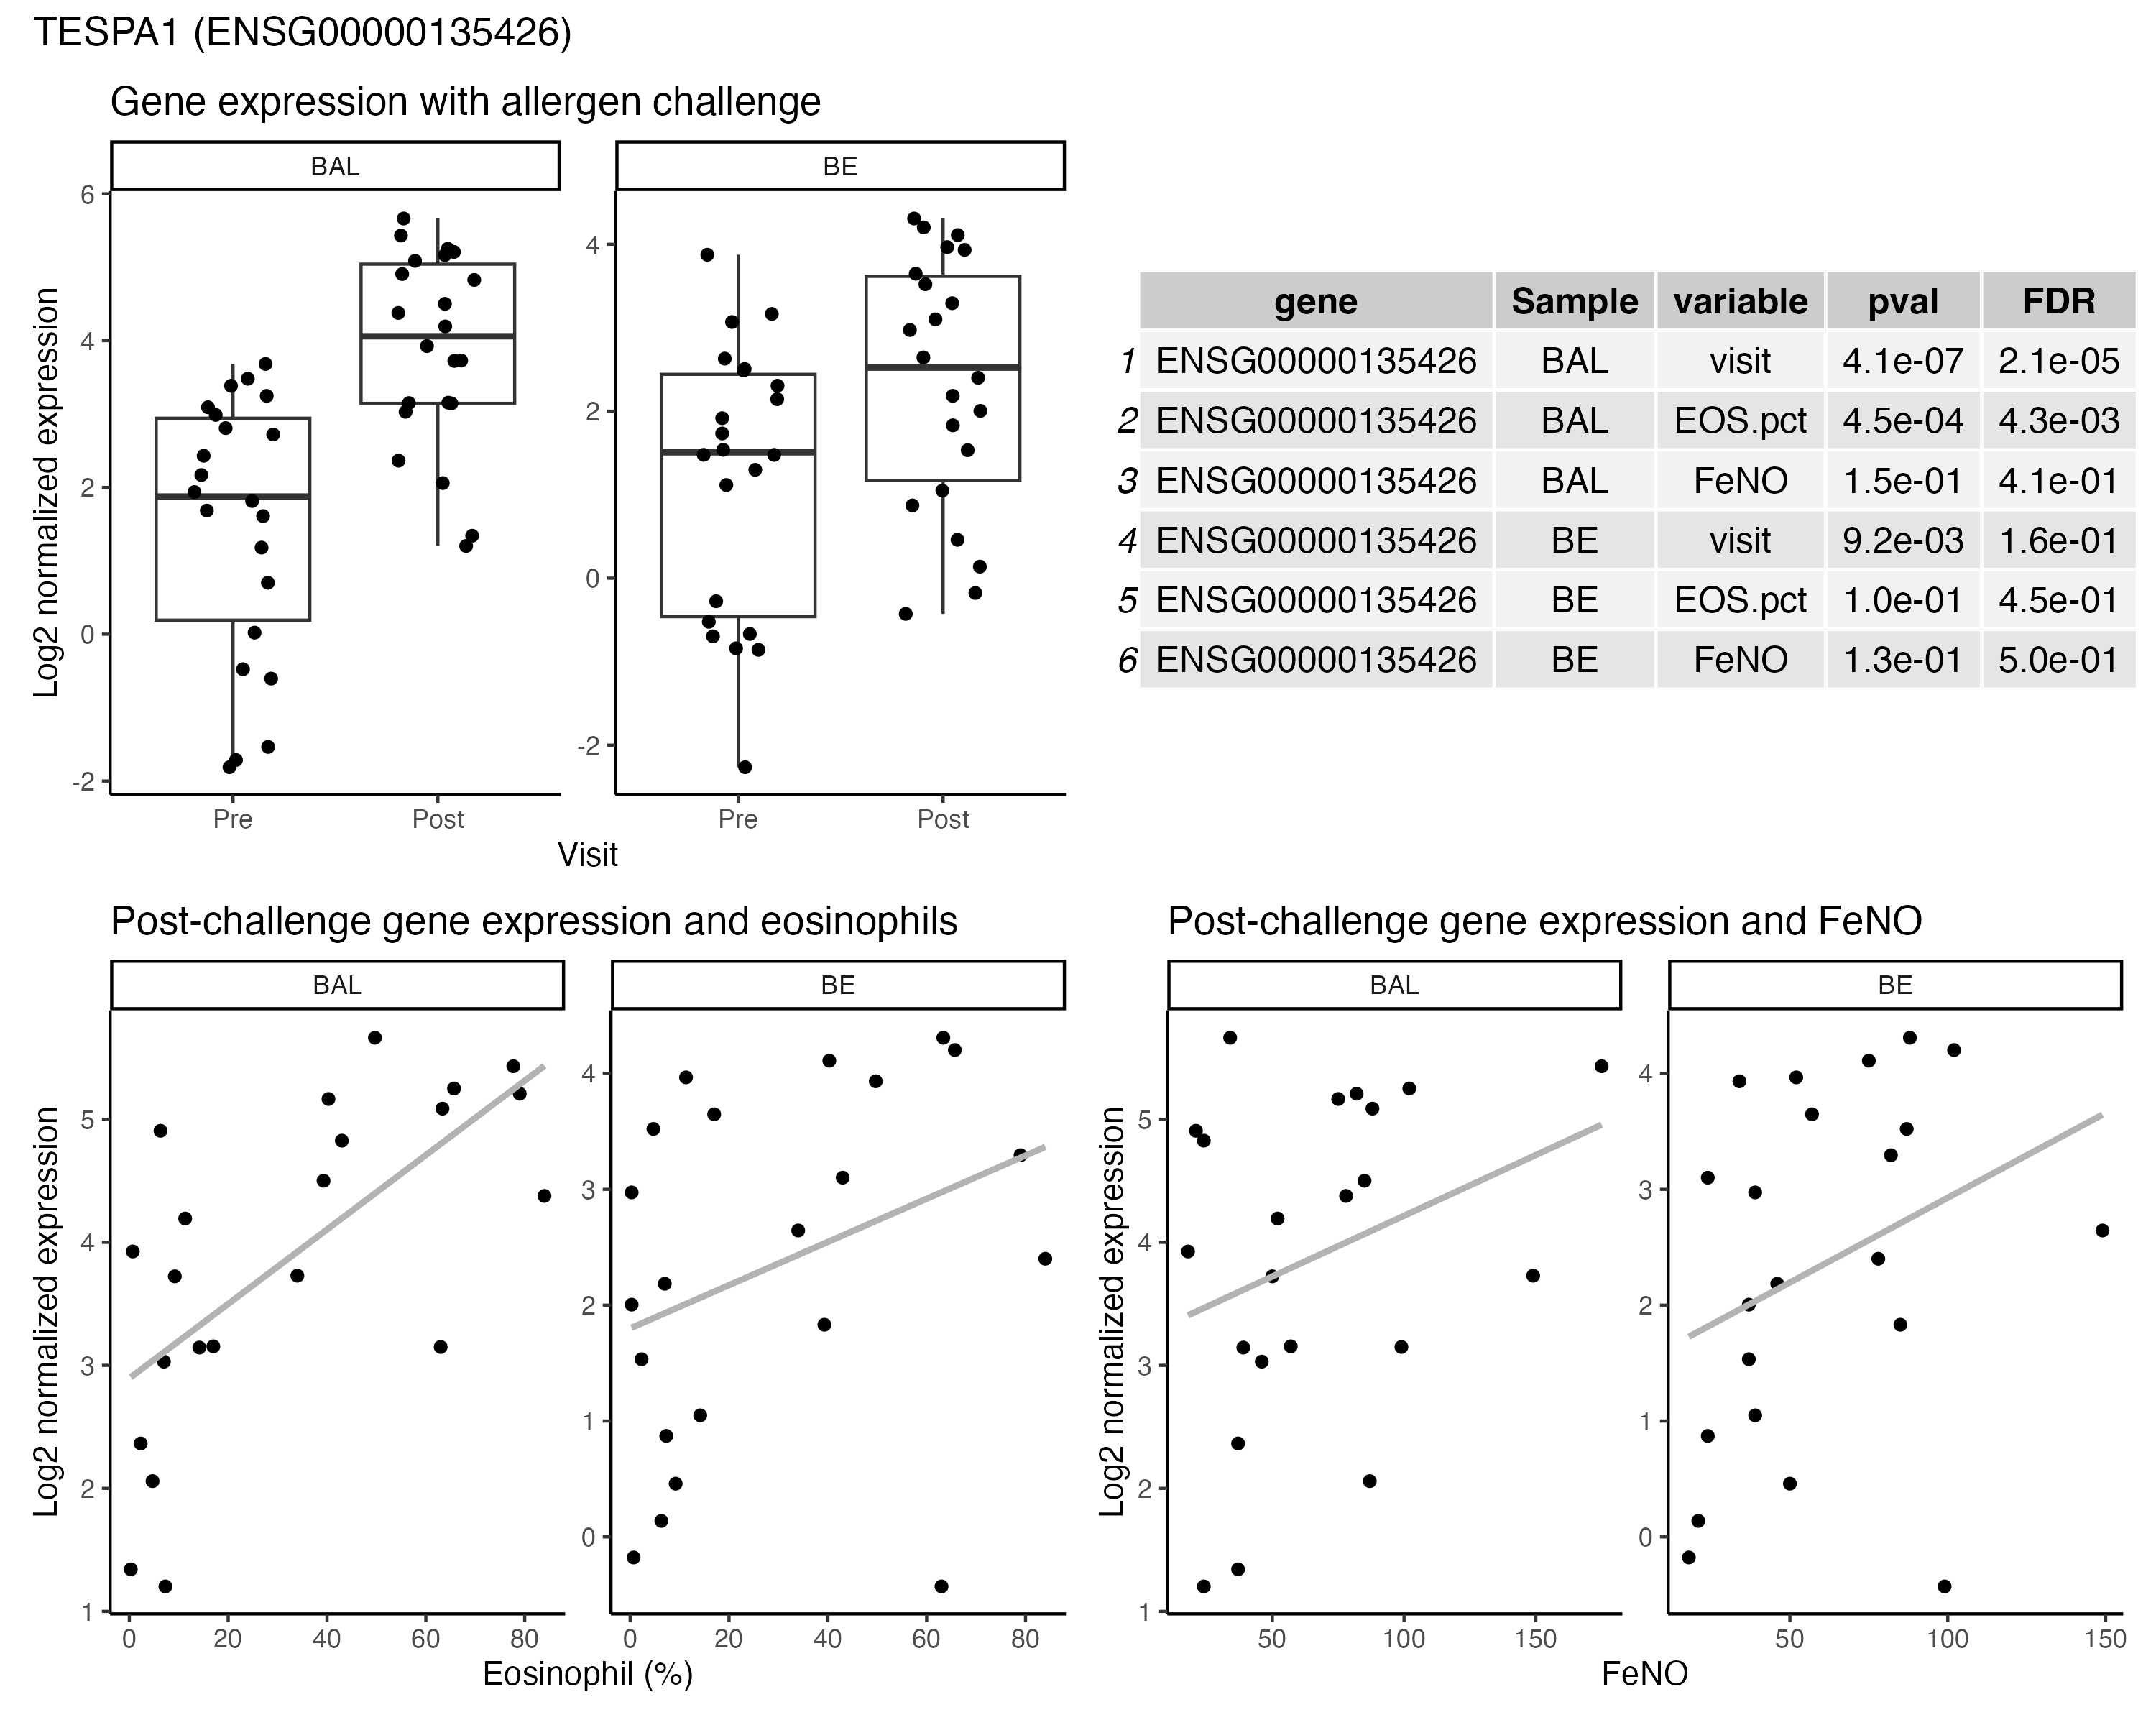 TESPA1 (ENSG00000135426)
Gene expression with allergen challenge
BAL
BE
Log2 normalized expression
6
4
2
0
-2
4
2
0
-2
Pre
Post
Pre
Post
Visit
gene Sample variable pval FDR
1 ENSG00000135426 BAL visit 4.1e-07 2.1e-05
2 ENSG00000135426 BAL EOS.pct 4.5e-04 4.3e-03
3 ENSG00000135426 BAL FeNO 1.5e-01 4.1e-01
4 ENSG00000135426 BE visit 9.2e-03 1.6e-01
5 ENSG00000135426 BE EOS.pct 1.0e-01 4.5e-01
6 ENSG00000135426 BE FeNO 1.3e-01 5.0e-01
Post-challenge gene expression and eosinophils
BAL
BE
Log2 normalized expression
5
4
3
2
1
4
3
2
1
0
0 20 40 60 80
0 20 40 60 80
Eosinophil (%)
Post-challenge gene expression and FeNO
BAL
BE
Log2 normalized expression
5
4
3
2
1
4
3
2
1
0
50 100 150
50 100 150
FeNO